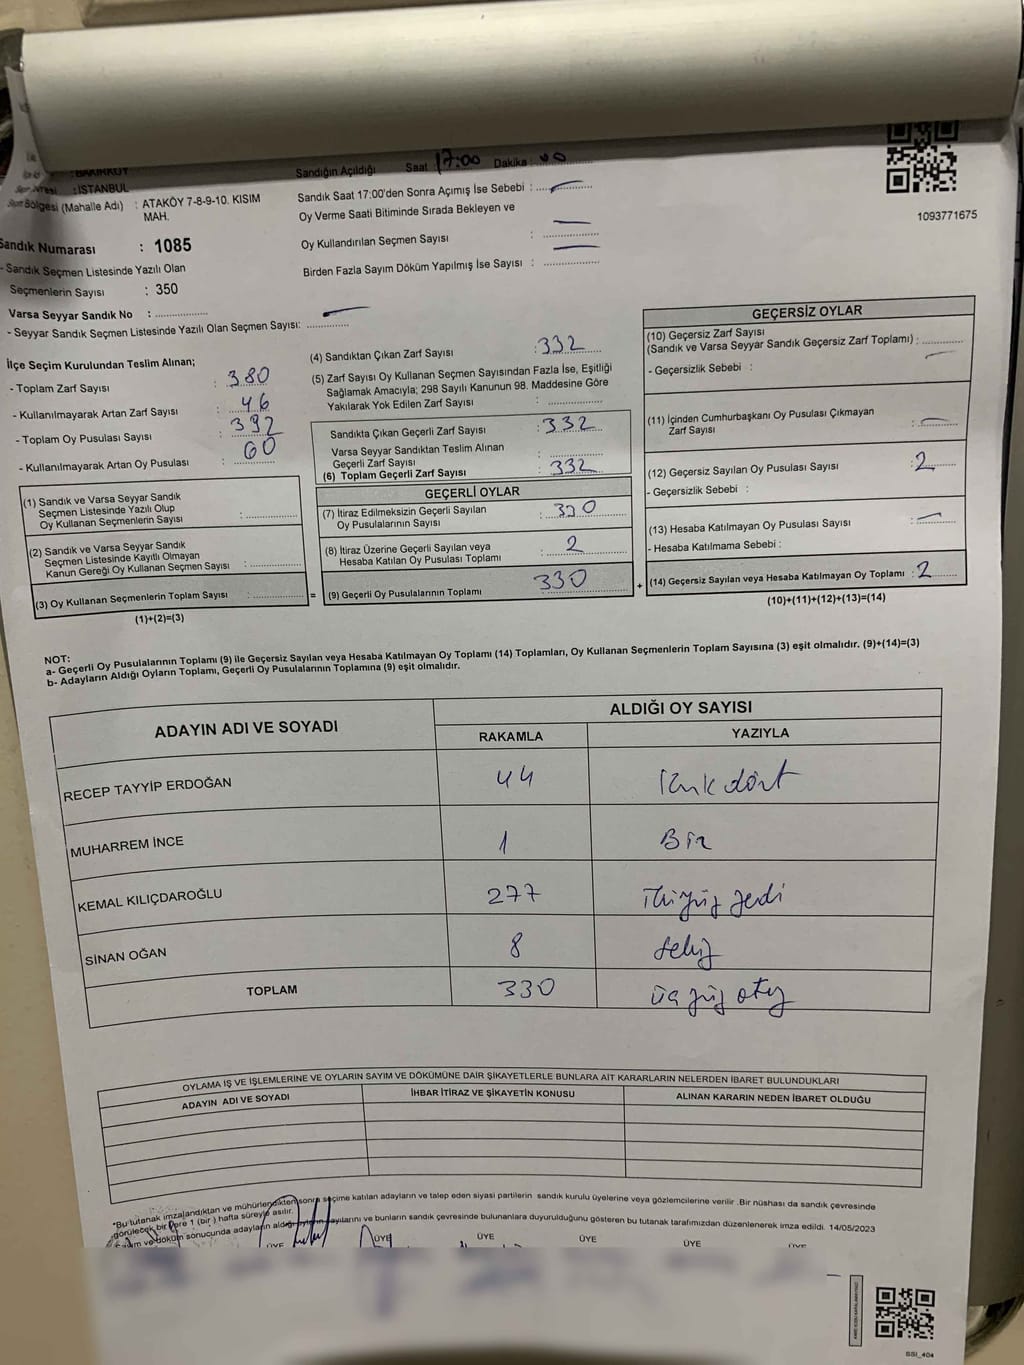 : BAKIRKÖY
: İSTANBUL
Seçim Bölgesi (Mahalle Adı) : ATAKÖY 7-8-9-10. KISIM
MAH.
Sandık Numarası : 1085
- Sandık Seçmen Listesinde Yazılı Olan
Seçmenlerin Sayısı : 350
Varsa Seyyar Sandık No :
- Seyyar Sandık Seçmen Listesinde Yazılı Olan Seçmen Sayısı:
Sandığın Açıldığı Saat 17:00 Dakika : 00
Sandık Saat 17:00'den Sonra Açımış İse Sebebi :
Oy Verme Saati Bitiminde Sırada Bekleyen ve
Oy Kullandırılan Seçmen Sayısı :
Birden Fazla Sayım Döküm Yapılmış İse Sayısı :
1093771675
İlçe Seçim Kurulundan Teslim Alınan;
- Toplam Zarf Sayısı : 380
- Kullanılmayarak Artan Zarf Sayısı : 46
- Toplam Oy Pusulası Sayısı : 392
- Kullanılmayarak Artan Oy Pusulası : 60
(1) Sandık ve Varsa Seyyar Sandık
Seçmen Listesinde Yazılı Olup
Oy Kullanan Seçmenlerin Sayısı :
(2) Sandık ve Varsa Seyyar Sandık
Seçmen Listesinde Kayıtlı Olmayan
Kanun Gereği Oy Kullanan Seçmen Sayısı :
(3) Oy Kullanan Seçmenlerin Toplam Sayısı :
(1)+(2)=(3)
(4) Sandıktan Çıkan Zarf Sayısı : 332
(5) Zarf Sayısı Oy Kullanan Seçmen Sayısından Fazla İse, Eşitliği
Sağlamak Amacıyla; 298 Sayılı Kanunun 98. Maddesine Göre
Yakılarak Yok Edilen Zarf Sayısı :
Sandıkta Çıkan Geçerli Zarf Sayısı : 332
Varsa Seyyar Sandıktan Teslim Alınan
Geçerli Zarf Sayısı :
(6) Toplam Geçerli Zarf Sayısı : 332
GEÇERLİ OYLAR
(7) İtiraz Edilmeksizin Geçerli Sayılan
Oy Pusulalarının Sayısı :
(8) İtiraz Üzerine Geçerli Sayılan veya
Hesaba Katılan Oy Pusulası Toplamı : 2
= (9) Geçerli Oy Pusulalarının Toplamı 330 +
GEÇERSİZ OYLAR
(10) Geçersiz Zarf Sayısı
(Sandık ve Varsa Seyyar Sandık Geçersiz Zarf Toplamı) :
- Geçersizlik Sebebi :
(11) İçinden Cumhurbaşkanı Oy Pusulası Çıkmayan
Zarf Sayısı :
(12) Geçersiz Sayılan Oy Pusulası Sayısı : 2
- Geçersizlik Sebebi :
(13) Hesaba Katılmayan Oy Pusulası Sayısı :
- Hesaba Katılmama Sebebi :
(14) Geçersiz Sayılan veya Hesaba Katılmayan Oy Toplamı : 2
(10)+(11)+(12)+(13)=(14)
NOT:
a- Geçerli Oy Pusulalarının Toplamı (9) ile Geçersiz Sayılan veya Hesaba Katılmayan Oy Toplamı (14) Toplamları, Oy Kullanan Seçmenlerin Toplam Sayısına (3) eşit olmalıdır. (9)+(14)=(3)
b- Adayların Aldığı Oyların Toplamı, Geçerli Oy Pusulalarının Toplamına (9) eşit olmalıdır.
ADAYIN ADI VE SOYADI
ALDIĞI OY SAYISI
RAKAMLA YAZIYLA
RECEP TAYYİP ERDOĞAN 44 Kırk dört
MUHARREM İNCE 1 Bir
KEMAL KILIÇDAROĞLU 277 ikiyüz yedi
SİNAN OĞAN 8 sekiz
TOPLAM 330 üç yüz otuz
OYLAMA İŞ VE İŞLEMLERİNE VE OYLARIN SAYIM VE DÖKÜMÜNE DAİR ŞİKAYETLERLE BUNLARA AİT KARARLARIN NELERDEN İBARET BULUNDUKLARI
ADAYIN ADI VE SOYADI İHBAR İTİRAZ VE ŞİKAYETİN KONUSU ALINAN KARARIN NEDEN İBARET OLDUĞU
*Bu tutanak imzalandıktan ve mühürlendikten sonra seçime katılan adayların ve talep eden siyasi partilerin sandık kurulu üyelerine veya gözlemcilerine verilir .Bir nüshası da sandık çevresinde
görülecek bir yere 1 (bir ) hafta süreyle asılır.
Sayım ve döküm sonucunda adayların aldığı oyların sayılarını ve bunların sandık çevresinde bulunanlara duyurulduğunu gösteren bu tutanak tarafımızdan düzenlenerek imza edildi. 14/05/2023
ÜYE ÜYE ÜYE ÜYE ÜYE ÜYE
SSI_404